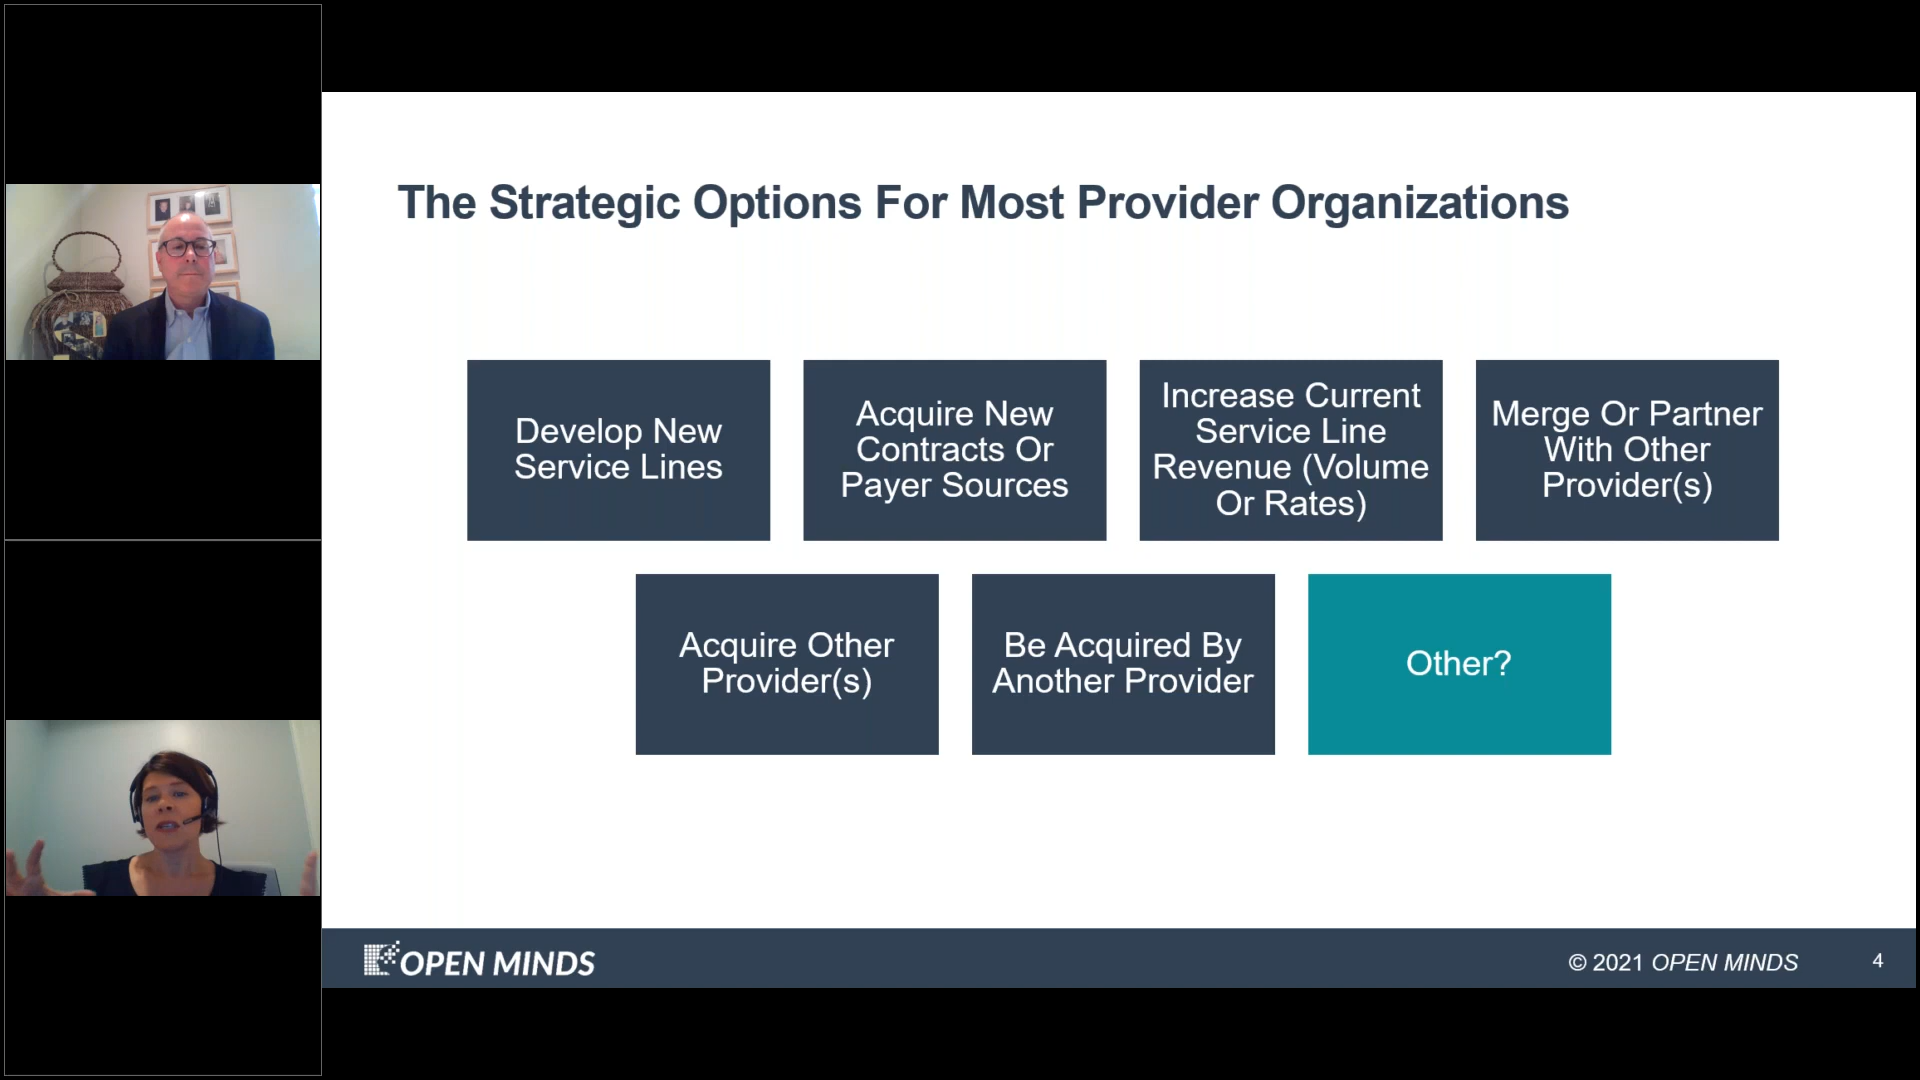 The Strategic Options For Most Provider Organizations
Develop New
Service Lines
Acquire New
Contracts Or
Payer Sources
Increase Current
Service Line
Revenue (Volume
Or Rates)
Merge Or Partner
With Other
Provider(s)
Acquire Other
Provider(s)
Be Acquired By
Another Provider
Other?
OPEN MINDS
© 2021 OPEN MINDS
4